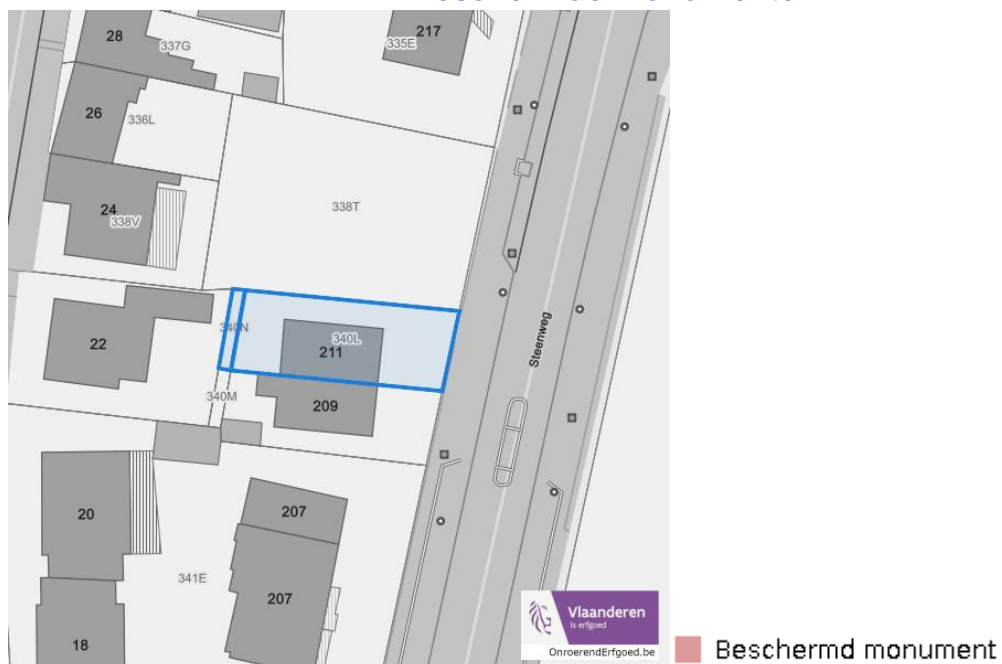 28
337G
335E
217
26
336L
24
338V
338T
340N
340L
22
211
Steenweg
340M
209
20
207
341E
207
18
Vlaanderen
is erfgoed
OnroerendErfgoed.be
Beschermd monument